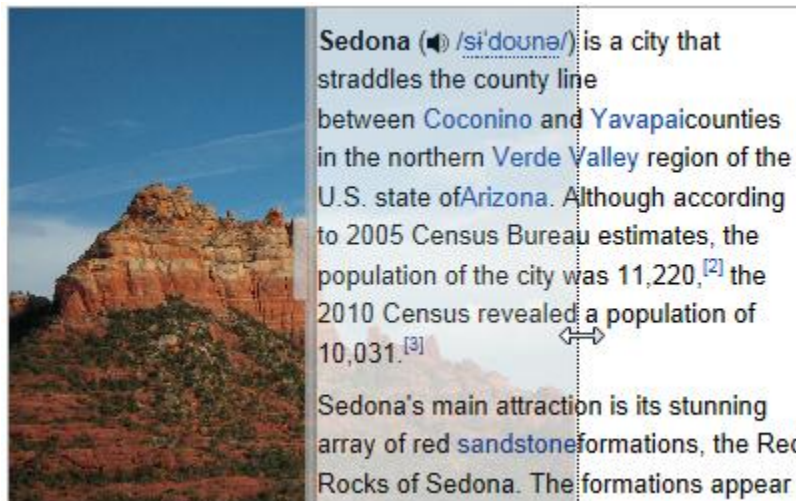 Sedona (/sɨˈdoʊnə/) is a city that
straddles the county line
between Coconino and Yavapaicounties
in the northern Verde Valley region of the
U.S. state ofArizona. Although according
to 2005 Census Bureau estimates, the
population of the city was 11,220,[2] the
2010 Census revealed a population of
10,031.[3]
Sedona's main attraction is its stunning
array of red sandstoneformations, the Red
Rocks of Sedona. The formations appear